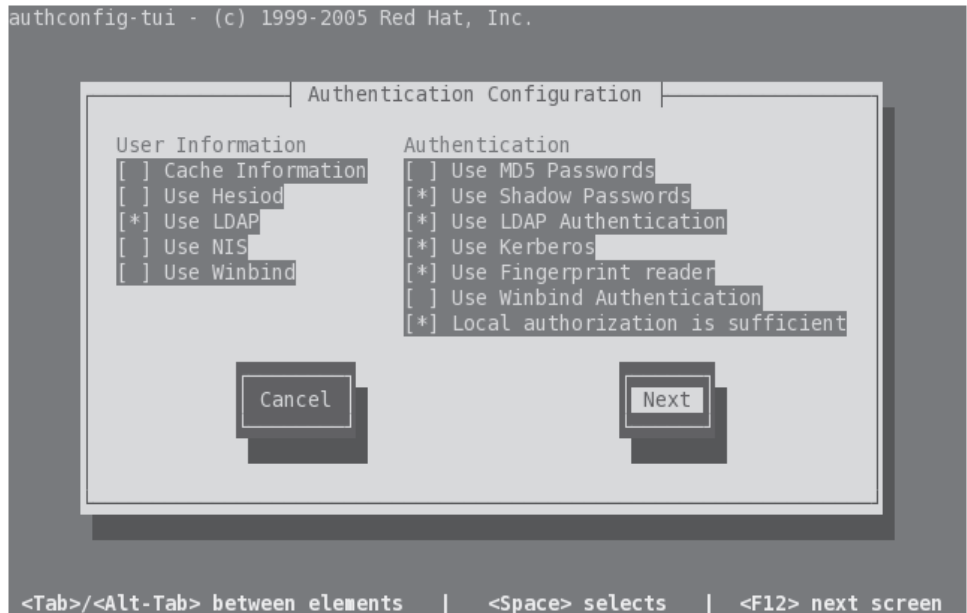 authconfig-tui - (c) 1999-2005 Red Hat, Inc.
Authentication Configuration
User Information
[ ] Cache Information
[ ] Use Hesiod
[*] Use LDAP
[ ] Use NIS
[ ] Use Winbind
Authentication
[ ] Use MD5 Passwords
[*] Use Shadow Passwords
[*] Use LDAP Authentication
[*] Use Kerberos
[*] Use Fingerprint reader
[ ] Use Winbind Authentication
[*] Local authorization is sufficient
Cancel
Next
<Tab>/<Alt-Tab> between elements | <Space> selects | <F12> next screen